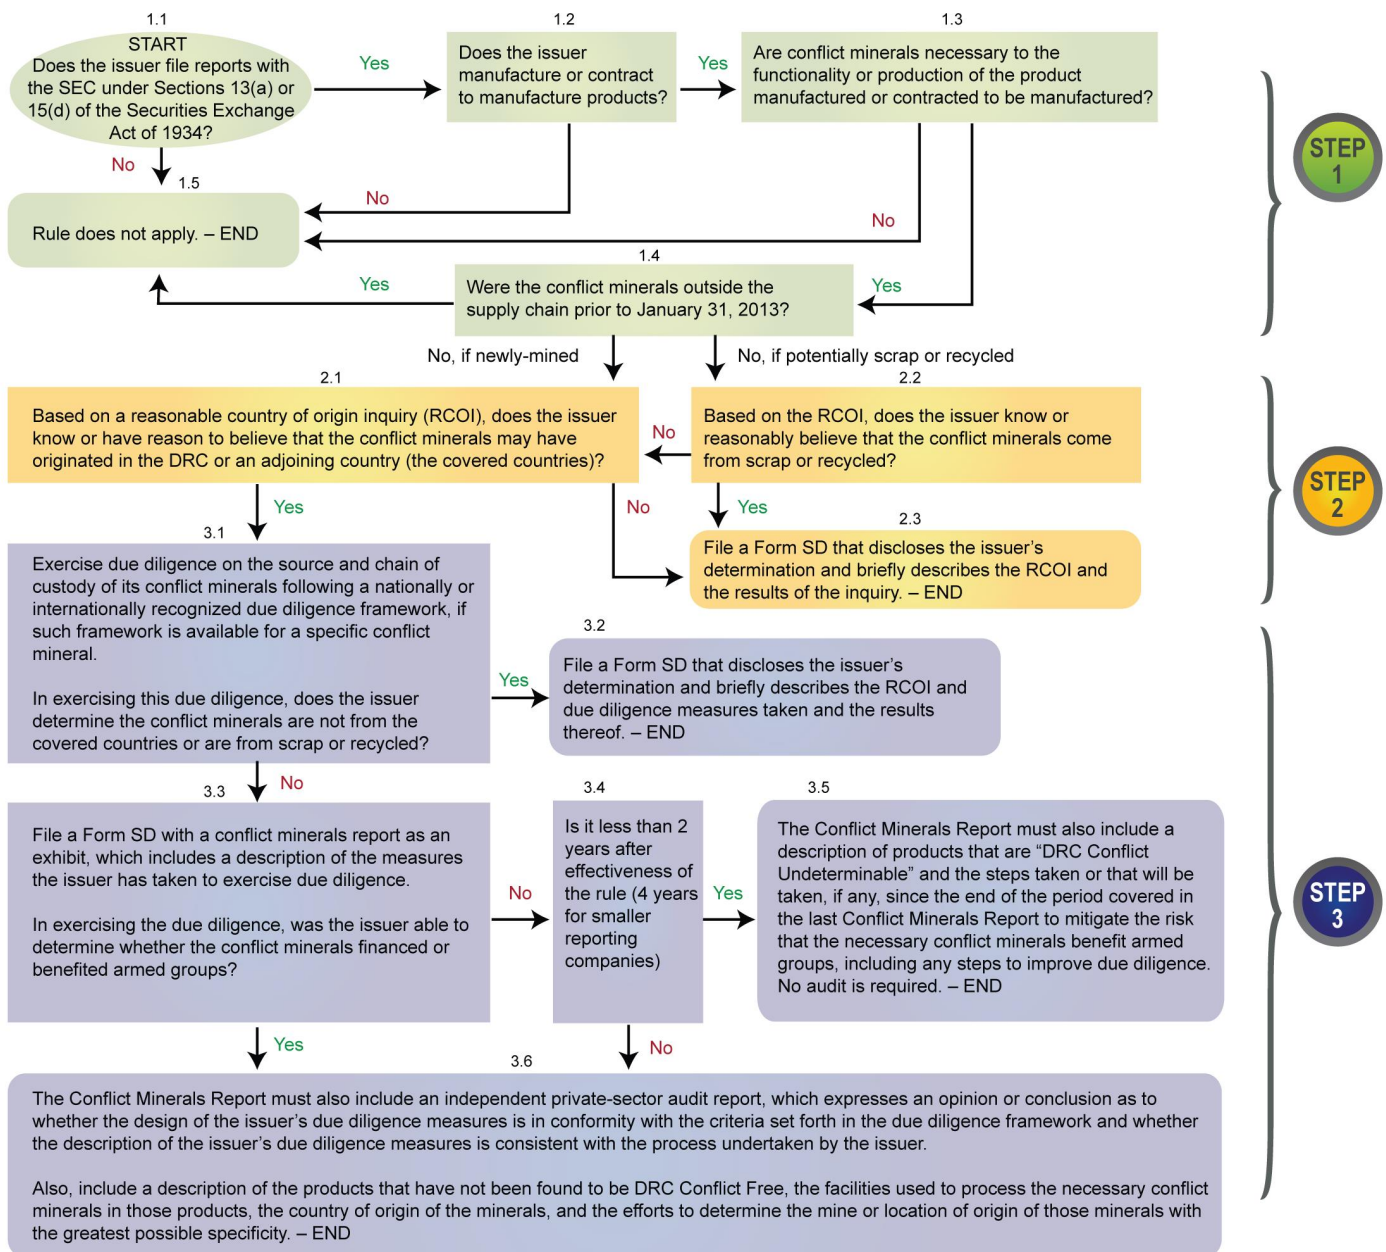 1.1
START
Does the issuer file reports with
the SEC under Sections 13(a) or
15(d) of the Securities Exchange
Act of 1934?
Yes
No
1.2
Does the issuer
manufacture or contract
to manufacture products?
Yes
No
1.3
Are conflict minerals necessary to the
functionality or production of the product
manufactured or contracted to be manufactured?
No
Yes
STEP
1
1.5
Rule does not apply. – END
1.4
Were the conflict minerals outside the
supply chain prior to January 31, 2013?
Yes
No, if newly-mined
No, if potentially scrap or recycled
2.1
Based on a reasonable country of origin inquiry (RCOI), does the issuer
know or have reason to believe that the conflict minerals may have
originated in the DRC or an adjoining country (the covered countries)?
No
2.2
Based on the RCOI, does the issuer know or
reasonably believe that the conflict minerals come
from scrap or recycled?
STEP
2
Yes
No
Yes
2.3
File a Form SD that discloses the issuer’s
determination and briefly describes the RCOI and
the results of the inquiry. – END
3.1
Exercise due diligence on the source and chain of
custody of its conflict minerals following a nationally or
internationally recognized due diligence framework, if
such framework is available for a specific conflict
mineral.
In exercising this due diligence, does the issuer
determine the conflict minerals are not from the
covered countries or are from scrap or recycled?
Yes
3.2
File a Form SD that discloses the issuer’s
determination and briefly describes the RCOI and
due diligence measures taken and the results
thereof. – END
No
3.3
File a Form SD with a conflict minerals report as an
exhibit, which includes a description of the measures
the issuer has taken to exercise due diligence.
In exercising the due diligence, was the issuer able to
determine whether the conflict minerals financed or
benefited armed groups?
No
3.4
Is it less than 2
years after
effectiveness of
the rule (4 years
for smaller
reporting
companies)
Yes
3.5
The Conflict Minerals Report must also include a
description of products that are “DRC Conflict
Undeterminable” and the steps taken or that will be
taken, if any, since the end of the period covered in
the last Conflict Minerals Report to mitigate the risk
that the necessary conflict minerals benefit armed
groups, including any steps to improve due diligence.
No audit is required. – END
STEP
3
Yes
No
3.6
The Conflict Minerals Report must also include an independent private-sector audit report, which expresses an opinion or conclusion as to
whether the design of the issuer’s due diligence measures is in conformity with the criteria set forth in the due diligence framework and whether
the description of the issuer’s due diligence measures is consistent with the process undertaken by the issuer.
Also, include a description of the products that have not been found to be DRC Conflict Free, the facilities used to process the necessary conflict
minerals in those products, the country of origin of the minerals, and the efforts to determine the mine or location of origin of those minerals with
the greatest possible specificity. – END